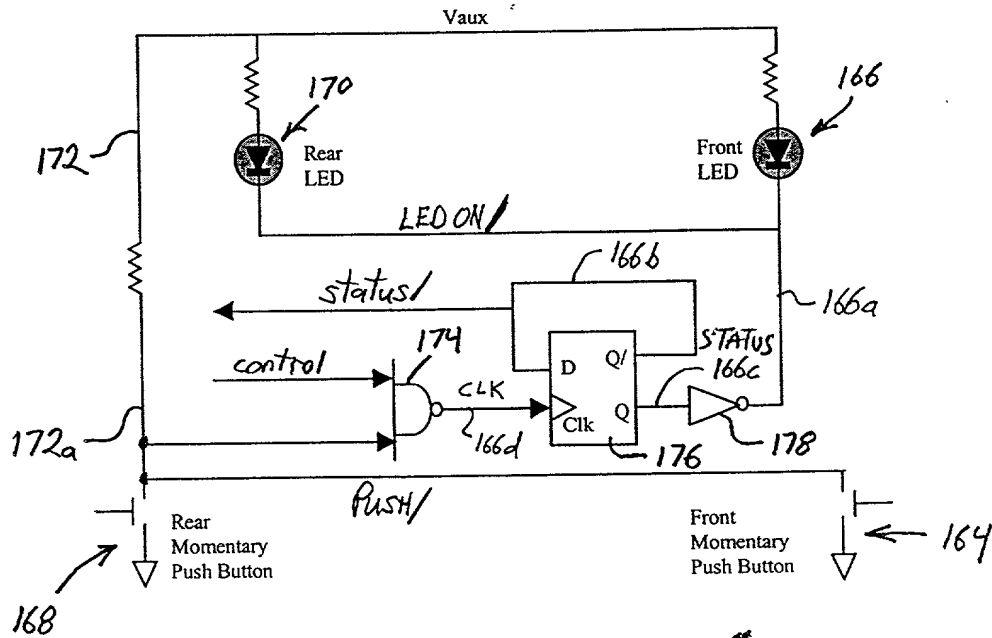 Vaux
170
166
172
Rear
LED
Front
LED
LED ON/
166b
status/
166a
174
STATUS
control
D
Q/
166c
CLK
Clk
Q
172a
166d
176
178
PUSH/
Rear
Momentary
Push Button
Front
Momentary
Push Button
164
168